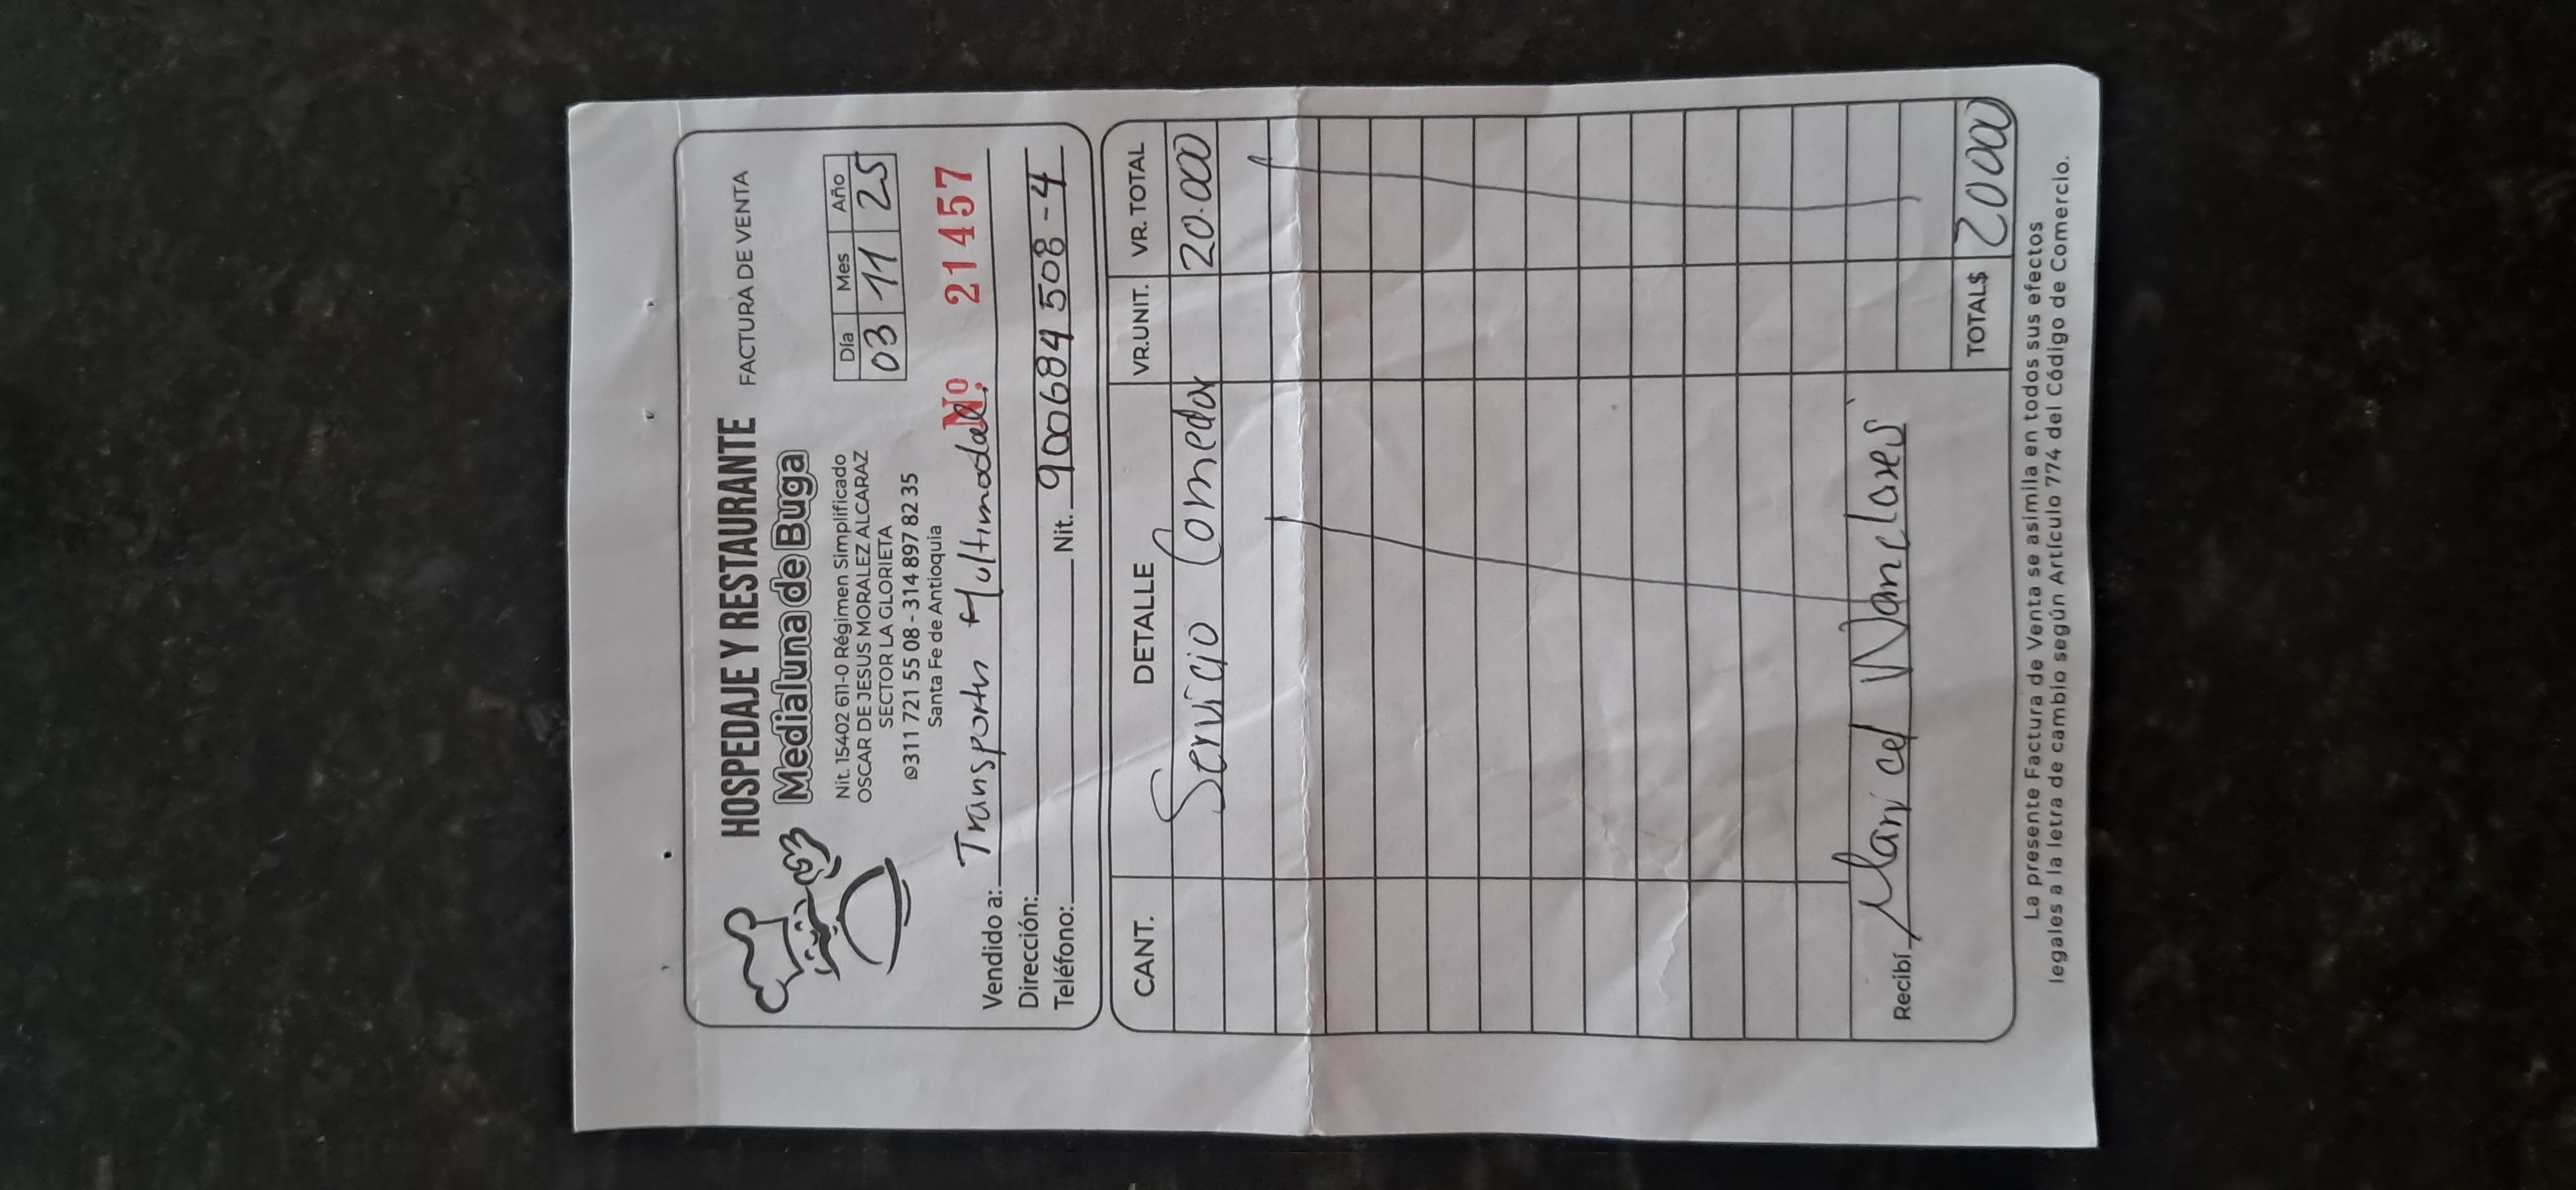 HOSPEDAJE Y RESTAURANTE FACTURA DE VENTA
Medialuna de Buga
Nit. 15402 611-0 Régimen Simplificado
OSCAR DE JESUS MORALEZ ALCARAZ
SECTOR LA GLORIETA
311 721 55 08 - 314 897 82 35
Santa Fe de Antioquia
Día Mes Año
03 11 25
Nº 21457
Vendido a: Transporte Multimodal.
Dirección:
Teléfono: Nit. 900684508-4
CANT. DETALLE VR.UNIT. VR. TOTAL
Servicio Comedor 20.000
Recibí Maricel Manclares
TOTAL$ 20000
La presente Factura de Venta se asimila en todos sus efectos
legales a la letra de cambio según Artículo 774 del Código de Comercio.